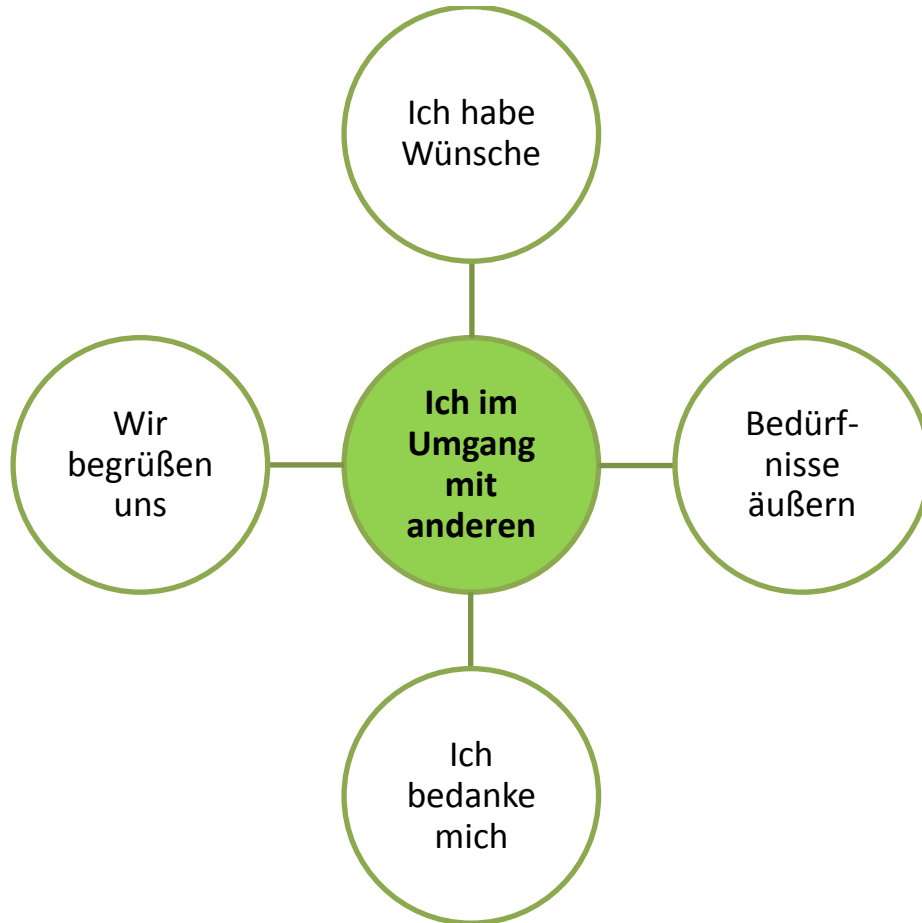 Ich habe
Wünsche
Wir
begrüßen
uns
Ich im
Umgang
mit
anderen
Bedürf-
nisse
äußern
Ich
bedanke
mich